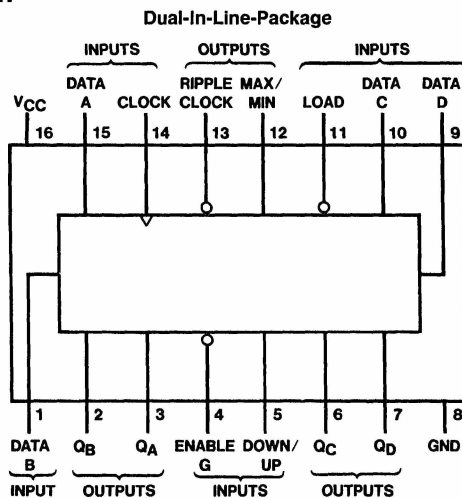 Dual-In-Line-Package
INPUTS OUTPUTS INPUTS
DATA RIPPLE MAX/ DATA DATA
VCC A CLOCK CLOCK MIN LOAD C D
16 15 14 13 12 11 10 9
1 2 3 4 5 6 7 8
DATA QB QA ENABLE DOWN/ QC QD GND
B G UP
INPUT OUTPUTS INPUTS OUTPUTS